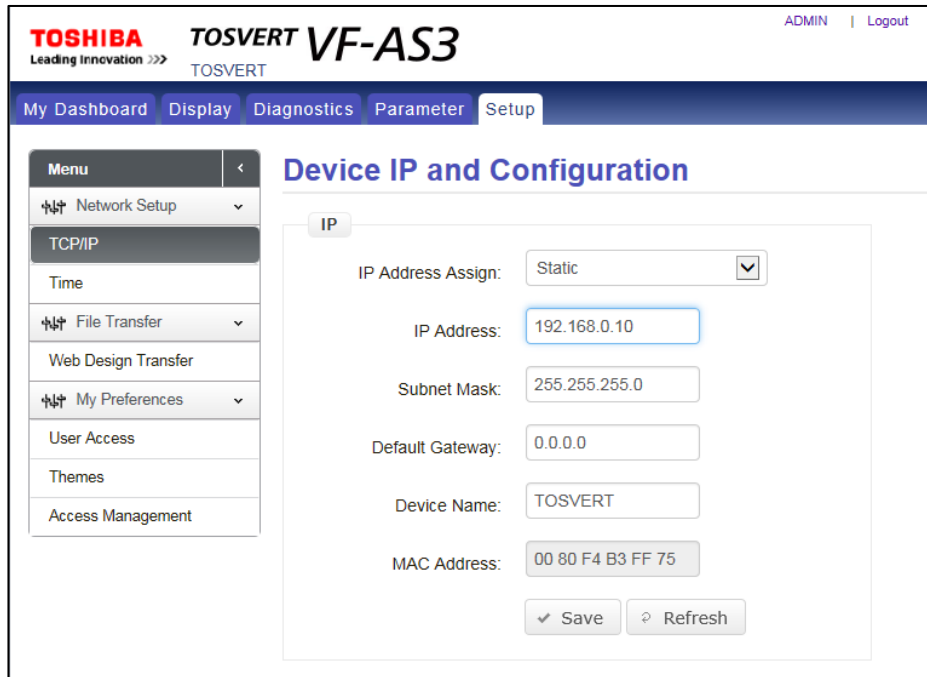 TOSHIBA
Leading Innovation >>>
TOSVERT VF-AS3
TOSVERT
ADMIN | Logout
My Dashboard Display Diagnostics Parameter Setup
Menu
Network Setup
TCP/IP
Time
File Transfer
Web Design Transfer
My Preferences
User Access
Themes
Access Management
Device IP and Configuration
IP
IP Address Assign: Static
IP Address: 192.168.0.10
Subnet Mask: 255.255.255.0
Default Gateway: 0.0.0.0
Device Name: TOSVERT
MAC Address: 00 80 F4 B3 FF 75
Save Refresh